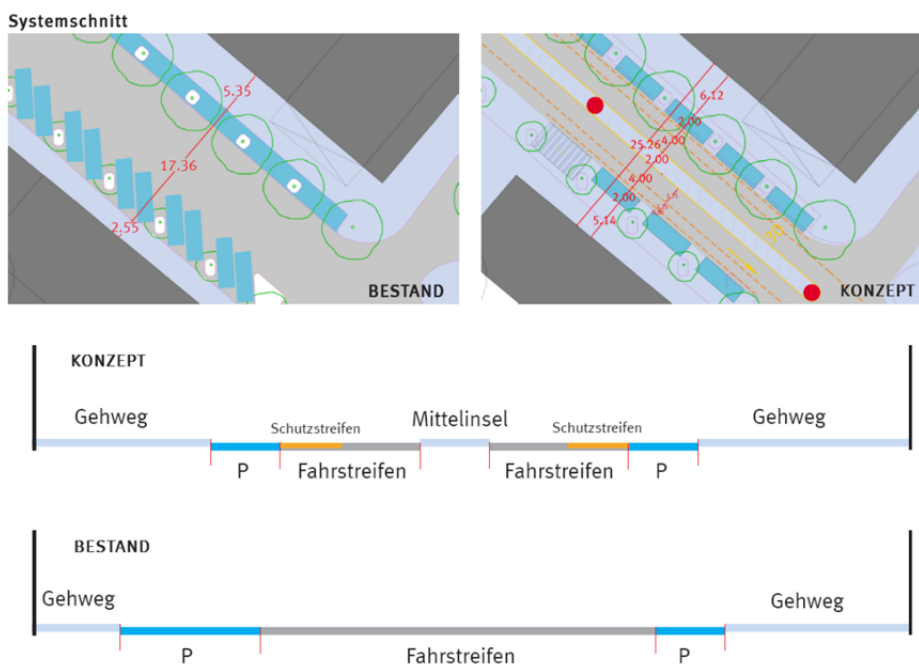 Systemschnitt
5.35
17.36
2.55
BESTAND
6.12
2.00
4.00
25.26
2.00
4.00
2.00
5.14
30
KONZEPT
KONZEPT
Gehweg
Mittelinsel
Gehweg
Schutzstreifen
Schutzstreifen
P
Fahrstreifen
Fahrstreifen
P
BESTAND
Gehweg
Gehweg
P
Fahrstreifen
P